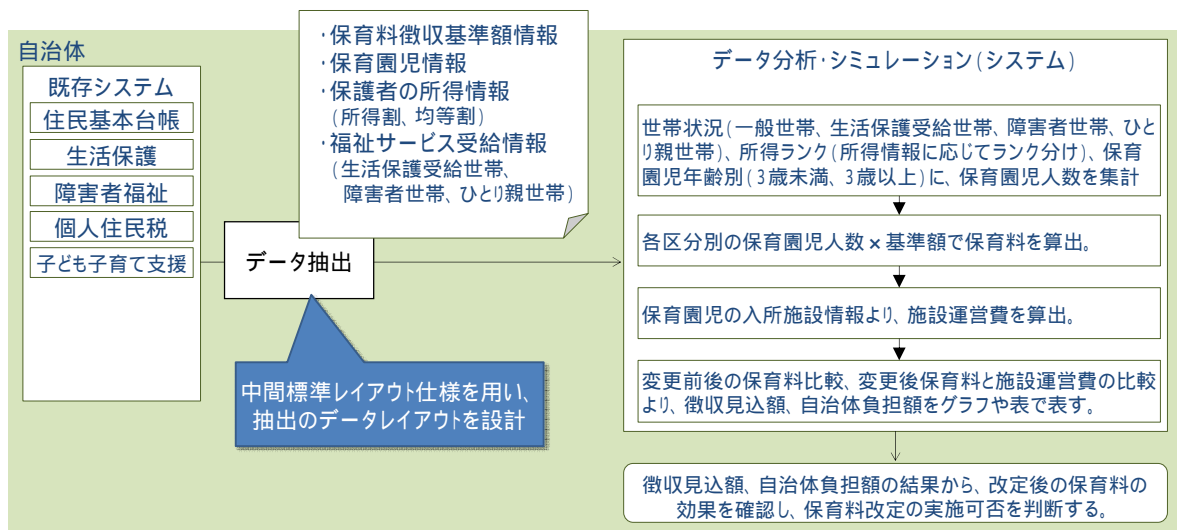 自治体
既存システム
住民基本台帳
生活保護
障害者福祉
個人住民税
子ども子育て支援
・保育料徴収基準額情報
・保育園児情報
・保護者の所得情報
(所得割、均等割)
・福祉サービス受給情報
(生活保護受給世帯、
障害者世帯、ひとり親世帯)
データ抽出
中間標準レイアウト仕様を用い、
抽出のデータレイアウトを設計
データ分析・シミュレーション(システム)
世帯状況(一般世帯、生活保護受給世帯、障害者世帯、ひと
り親世帯)、所得ランク(所得情報に応じてランク分け)、保育
園児年齢別(3歳未満、3歳以上)に、保育園児人数を集計
各区分別の保育園児人数×基準額で保育料を算出。
保育園児の入所施設情報より、施設運営費を算出。
変更前後の保育料比較、変更後保育料と施設運営費の比較
より、徴収見込額、自治体負担額をグラフや表で表す。
徴収見込額、自治体負担額の結果から、改定後の保育料の
効果を確認し、保育料改定の実施可否を判断する。